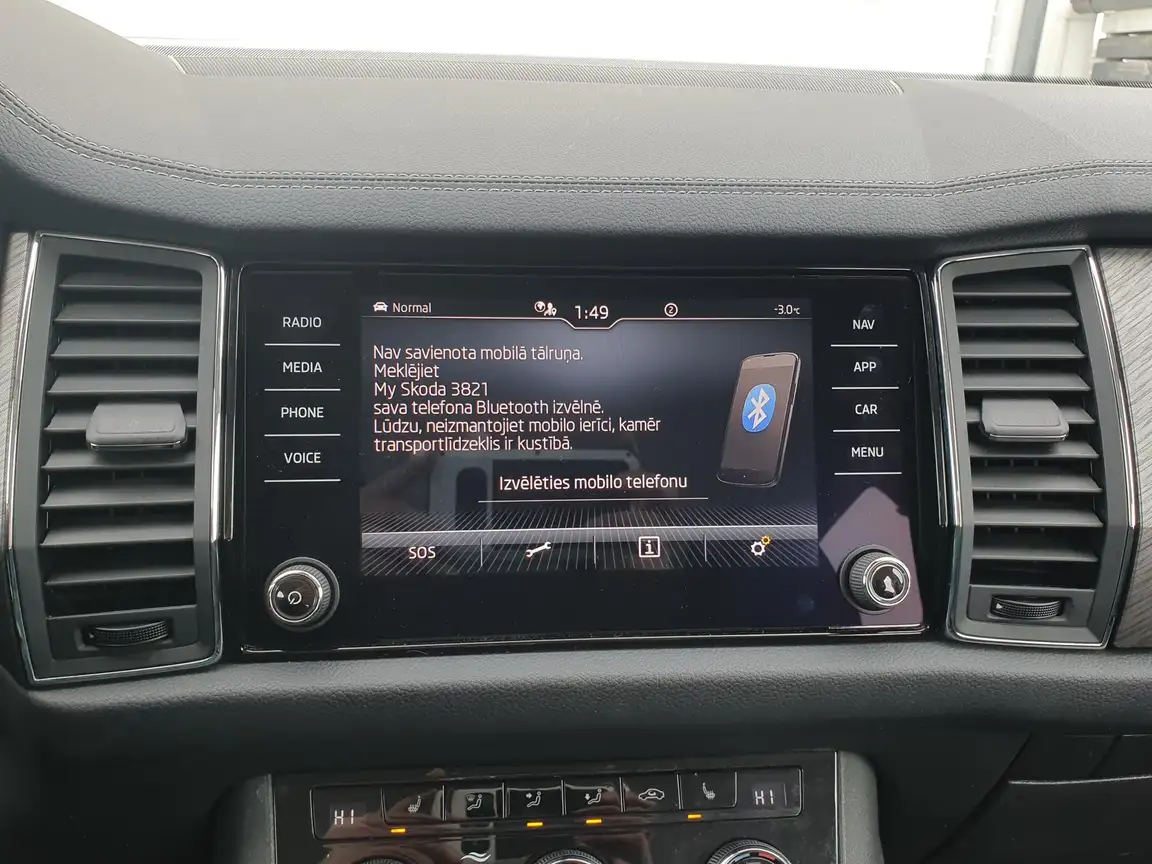 Normal
1:49
2
-3.0°C
RADIO
MEDIA
PHONE
VOICE
Nav savienota mobilā tālruņa.
Meklējiet
My Skoda 3821
sava telefona Bluetooth izvēlnē.
Lūdzu, neizmantojiet mobilo ierīci, kamēr
transportlīdzeklis ir kustībā.
Izvēlēties mobilo telefonu
SOS
i
NAV
APP
CAR
MENU
HI
HI